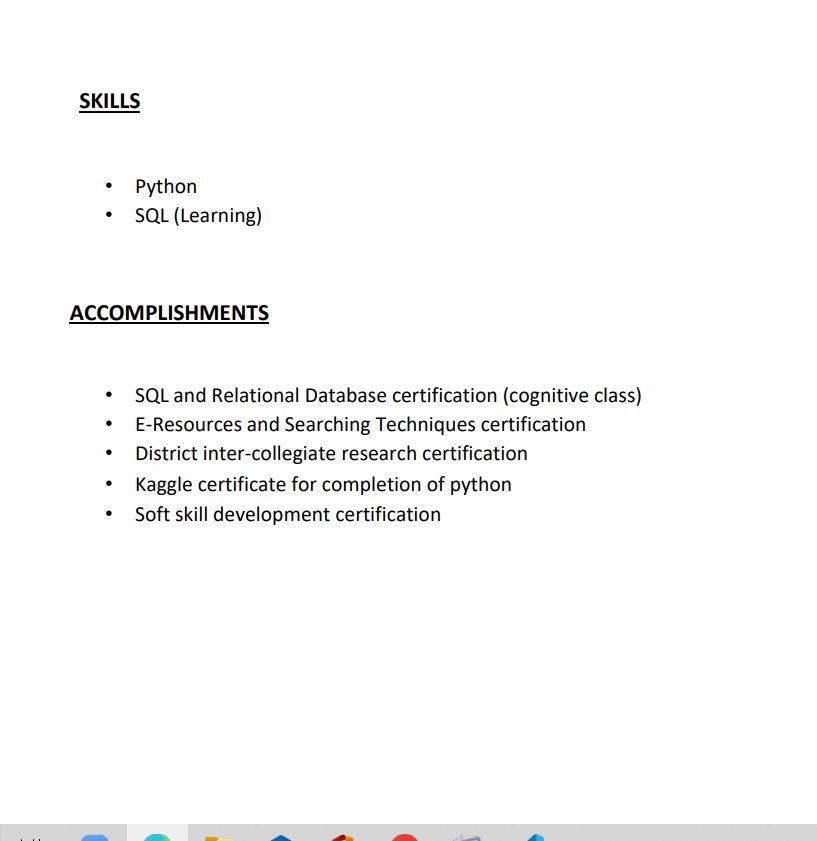 SKILLS
• Python
• SQL (Learning)
ACCOMPLISHMENTS
• SQL and Relational Database certification (cognitive class)
• E-Resources and Searching Techniques certification
• District inter-collegiate research certification
• Kaggle certificate for completion of python
• Soft skill development certification